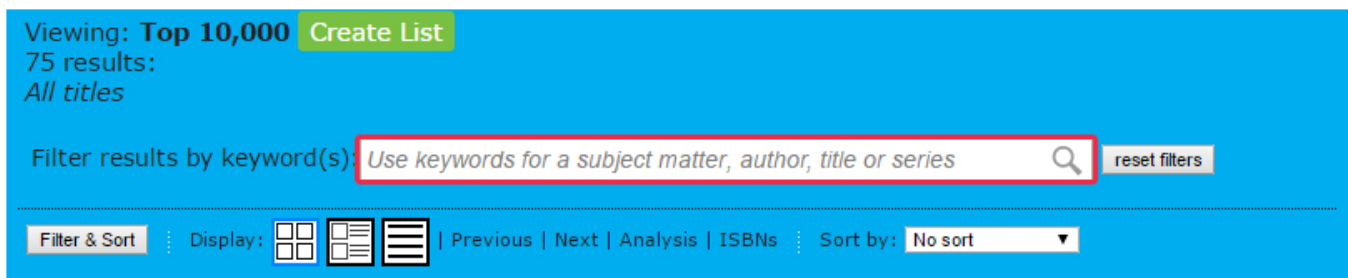 Viewing: Top 10,000 Create List
75 results:
All titles
Filter results by keyword(s): Use keywords for a subject matter, author, title or series reset filters
Filter & Sort Display: | Previous | Next | Analysis | ISBNs Sort by: No sort